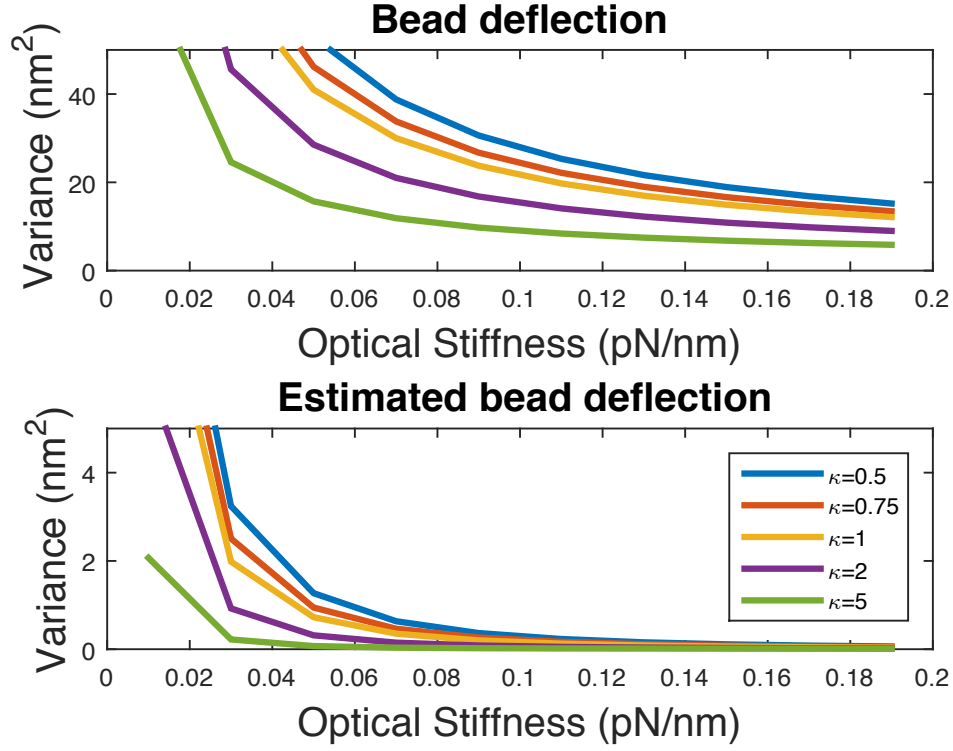 Bead deflection
Variance (nm²)
40
20
0
0 0.02 0.04 0.06 0.08 0.1 0.12 0.14 0.16 0.18 0.2
Optical Stiffness (pN/nm)
Estimated bead deflection
Variance (nm²)
4
2
0
κ=0.5
κ=0.75
κ=1
κ=2
κ=5
0 0.02 0.04 0.06 0.08 0.1 0.12 0.14 0.16 0.18 0.2
Optical Stiffness (pN/nm)